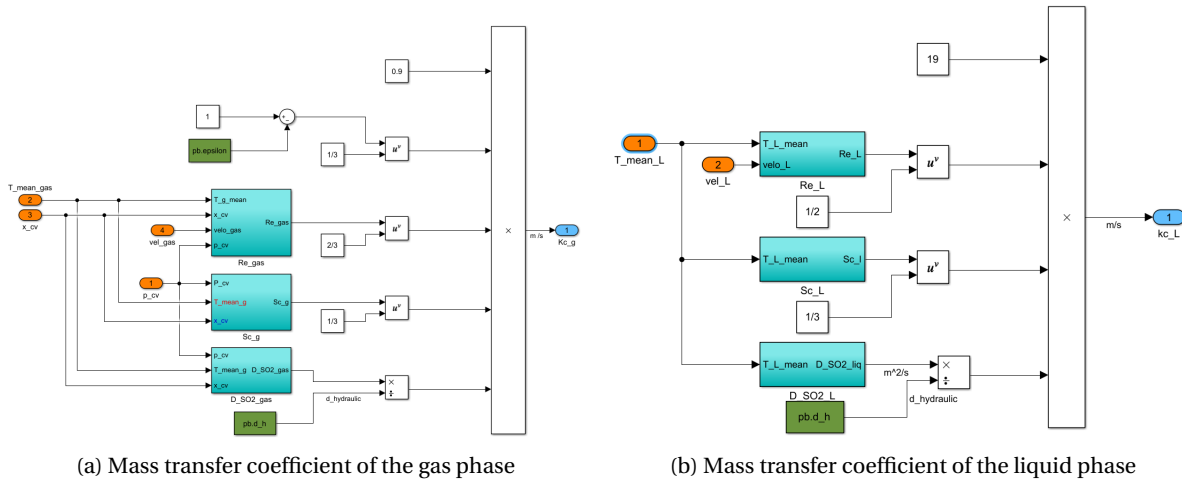 0.9
1
+
_
pb.epsilon
1/3
u^v
T_mean_gas
2
3
x_cv
T_g_mean
x_cv
velo_gas
p_cv
Re_gas
Re_gas
4
vel_gas
2/3
u^v
1
p_cv
P_cv
T_mean_g
x_cv
Sc_g
Sc_g
1/3
u^v
p_cv
T_mean_g
x_cv
D_SO2_gas
D_SO2_gas
×
÷
d_hydraulic
pb.d_h
×
m /s
1
Kc_g
(a) Mass transfer coefficient of the gas phase
19
1
T_mean_L
2
vel_L
T_L_mean
velo_L
Re_L
Re_L
1/2
u^v
T_L_mean
Sc_l
Sc_L
1/3
u^v
T_L_mean
D_SO2_liq
D_SO2_L
m^2/s
×
÷
d_hydraulic
pb.d_h
×
m/s
1
kc_L
(b) Mass transfer coefficient of the liquid phase